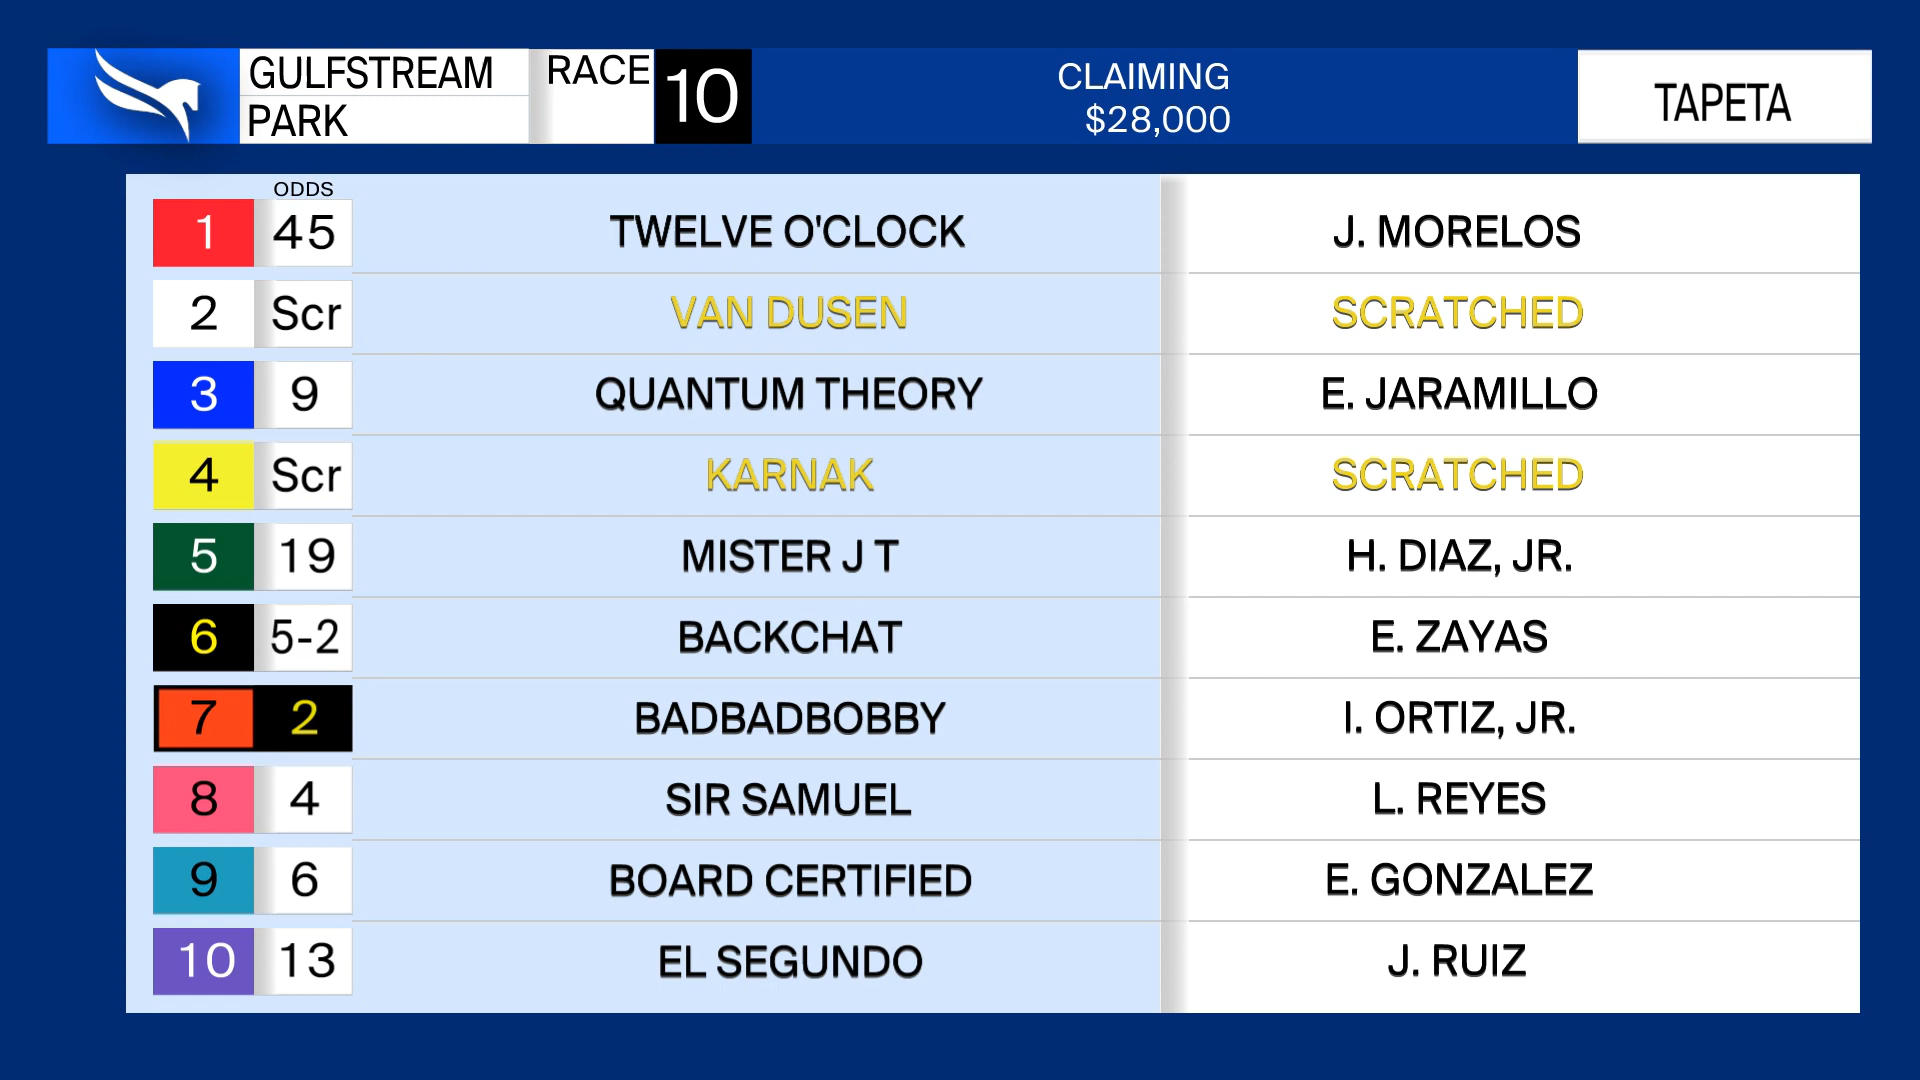 GULFSTREAM
PARK
RACE
10
CLAIMING
$28,000
TAPETA
ODDS
1 45 TWELVE O'CLOCK J. MORELOS
2 Scr VAN DUSEN SCRATCHED
3 9 QUANTUM THEORY E. JARAMILLO
4 Scr KARNAK SCRATCHED
5 19 MISTER J T H. DIAZ, JR.
6 5-2 BACKCHAT E. ZAYAS
7 2 BADBADBOBBY I. ORTIZ, JR.
8 4 SIR SAMUEL L. REYES
9 6 BOARD CERTIFIED E. GONZALEZ
10 13 EL SEGUNDO J. RUIZ